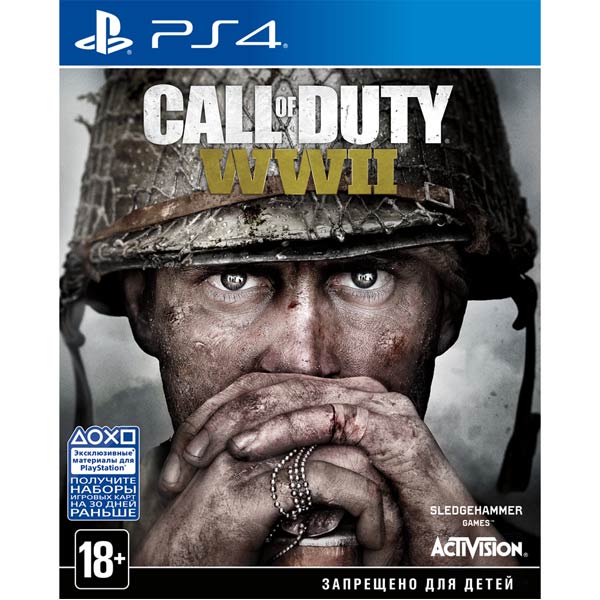 PS4
CALL OF DUTY
WWII
Эксклюзивные
материалы для
PlayStation
ПОЛУЧИТЕ
НАБОРЫ
ИГРОВЫХ КАРТ
НА 30 ДНЕЙ
РАНЬШЕ
SLEDGEHAMMER
GAMES™
ACTIVISION
18+
ЗАПРЕЩЕНО ДЛЯ ДЕТЕЙ